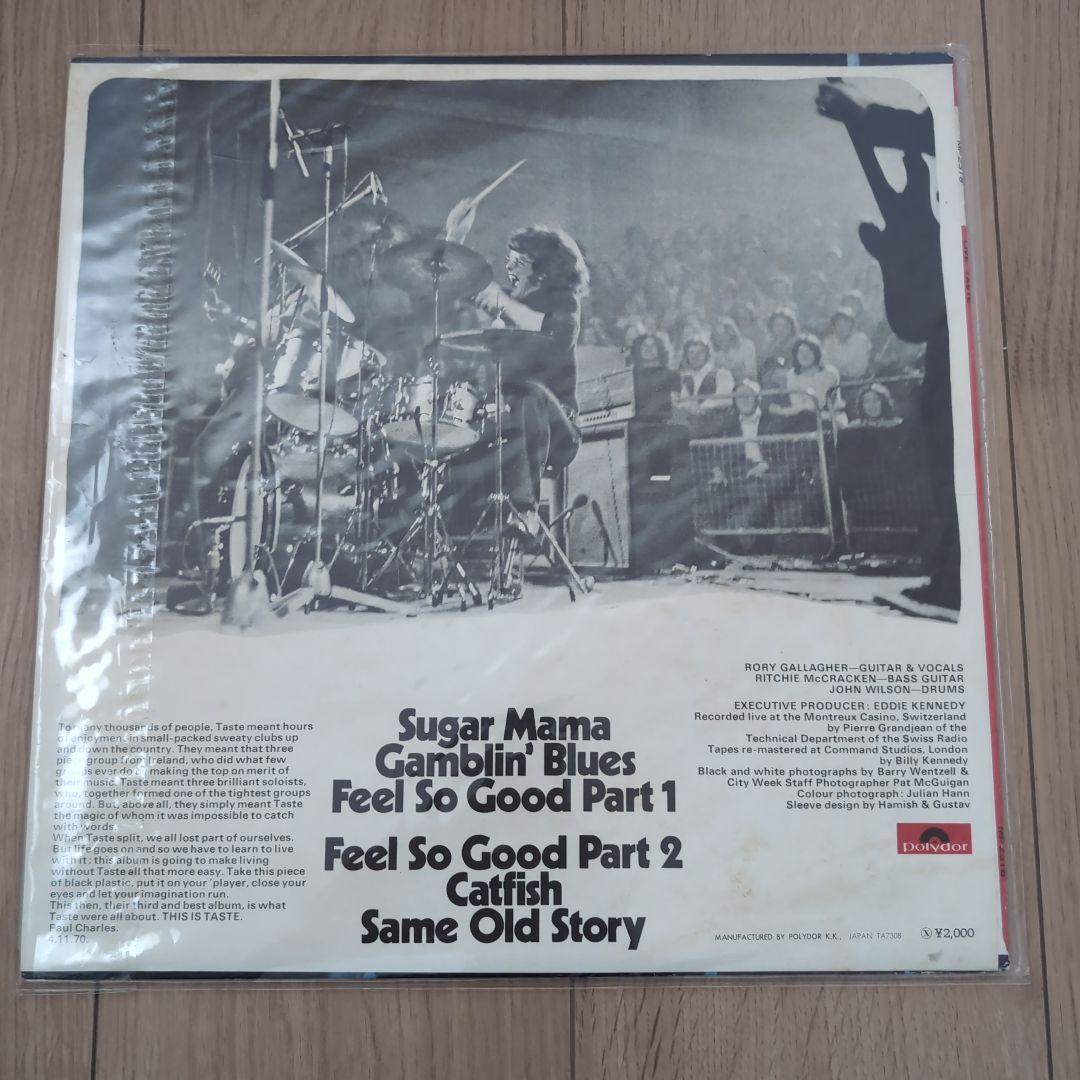 To many thousands of people, Taste meant hours
of enjoyment in small-packed sweaty clubs up
and down the country. They meant that three
piece group from Ireland, who did what few
groups ever do by making the top on merit of
their music. Taste meant three brilliant soloists,
who, together formed one of the tightest groups
around. But, above all, they simply meant Taste
the magic of whom it was impossible to catch
with words.
When Taste split, we all lost part of ourselves.
But life goes on and so we have to learn to live
with it: this album is going to make living
without Taste all that more easy. Take this piece
of black plastic, put it on your 'player, close your
eyes and let your imagination run.
This then, their third and best album, is what
Taste were all about. THIS IS TASTE.
Paul Charles.
4.11.70.
Sugar Mama
Gamblin' Blues
Feel So Good Part 1
Feel So Good Part 2
Catfish
Same Old Story
RORY GALLAGHER—GUITAR & VOCALS
RITCHIE McCRACKEN—BASS GUITAR
JOHN WILSON—DRUMS
EXECUTIVE PRODUCER: EDDIE KENNEDY
Recorded live at the Montreux Casino, Switzerland
by Pierre Grandjean of the
Technical Department of the Swiss Radio
Tapes re-mastered at Command Studios, London
by Billy Kennedy
Black and white photographs by Barry Wentzell &
City Week Staff Photographer Pat McGuigan
Colour photograph: Julian Hann
Sleeve design by Hamish & Gustav
polydor
MANUFACTURED BY POLYDOR K.K., JAPAN TA7308
Ⓧ ¥2,000